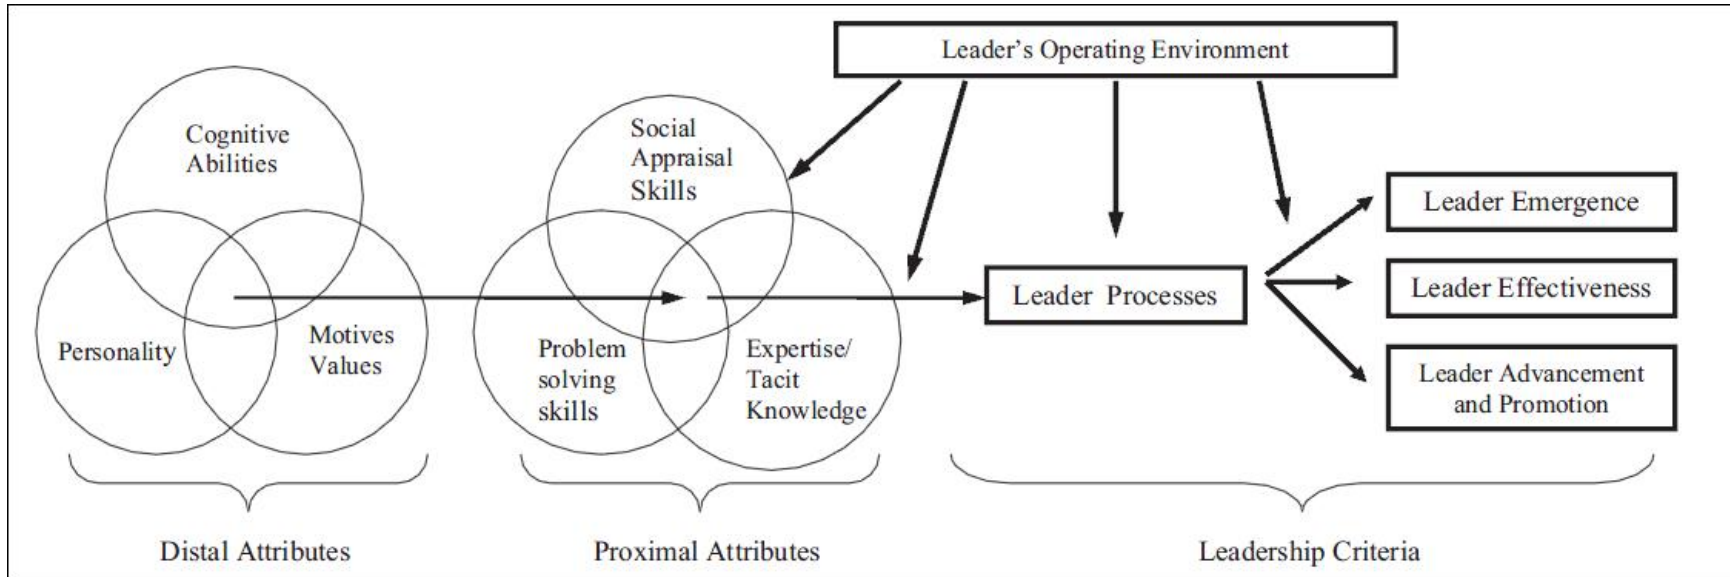 Leader's Operating Environment
Cognitive
Abilities
Personality
Motives
Values
Social
Appraisal
Skills
Problem
solving
skills
Expertise/
Tacit
Knowledge
Leader Processes
Leader Emergence
Leader Effectiveness
Leader Advancement
and Promotion
Distal Attributes
Proximal Attributes
Leadership Criteria